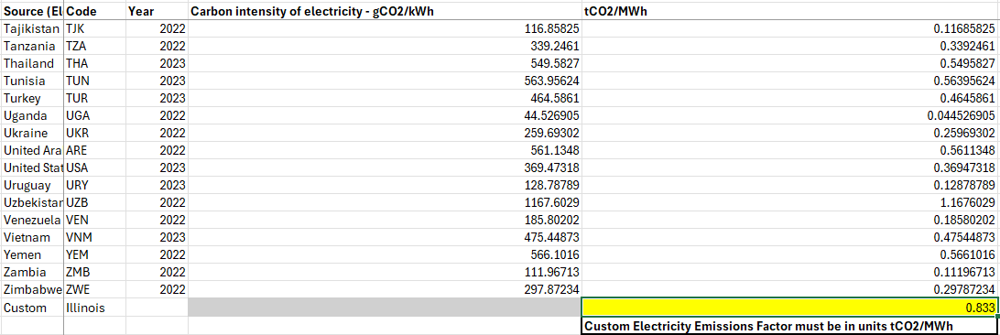 Source (El Code Year Carbon intensity of electricity - gCO2/kWh tCO2/MWh
Tajikistan TJK 2022 116.85825 0.11685825
Tanzania TZA 2022 339.2461 0.3392461
Thailand THA 2023 549.5827 0.5495827
Tunisia TUN 2023 563.95624 0.56395624
Turkey TUR 2023 464.5861 0.4645861
Uganda UGA 2022 44.526905 0.044526905
Ukraine UKR 2022 259.69302 0.25969302
United Ara ARE 2022 561.1348 0.5611348
United Stat USA 2023 369.47318 0.36947318
Uruguay URY 2023 128.78789 0.12878789
Uzbekistan UZB 2022 1167.6029 1.1676029
Venezuela VEN 2022 185.80202 0.18580202
Vietnam VNM 2023 475.44873 0.47544873
Yemen YEM 2022 566.1016 0.5661016
Zambia ZMB 2022 111.96713 0.11196713
Zimbabwe ZWE 2022 297.87234 0.29787234
Custom Illinois 0.833
Custom Electricity Emissions Factor must be in units tCO2/MWh